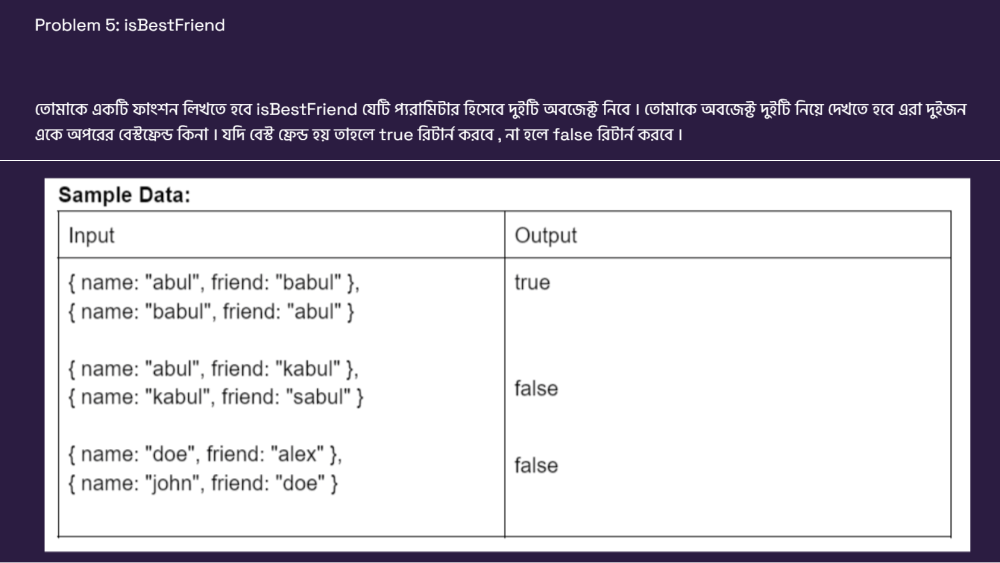 Problem 5: isBestFriend
তোমাকে একটি ফাংশন লিখতে হবে isBestFriend যেটি প্যরামিটার হিসেবে দুইটি অবজেক্ট নিবে । তোমাকে অবজেক্ট দুইটি নিয়ে দেখতে হবে এরা দুইজন
একে অপরের বেস্টফ্রেন্ড কিনা । যদি বেস্ট ফ্রেন্ড হয় তাহলে true রিটার্ন করবে , না হলে false রিটার্ন করবে ।
Sample Data:
Input Output
{ name: "abul", friend: "babul" }, true
{ name: "babul", friend: "abul" }
{ name: "abul", friend: "kabul" },
{ name: "kabul", friend: "sabul" } false
{ name: "doe", friend: "alex" }, false
{ name: "john", friend: "doe" }